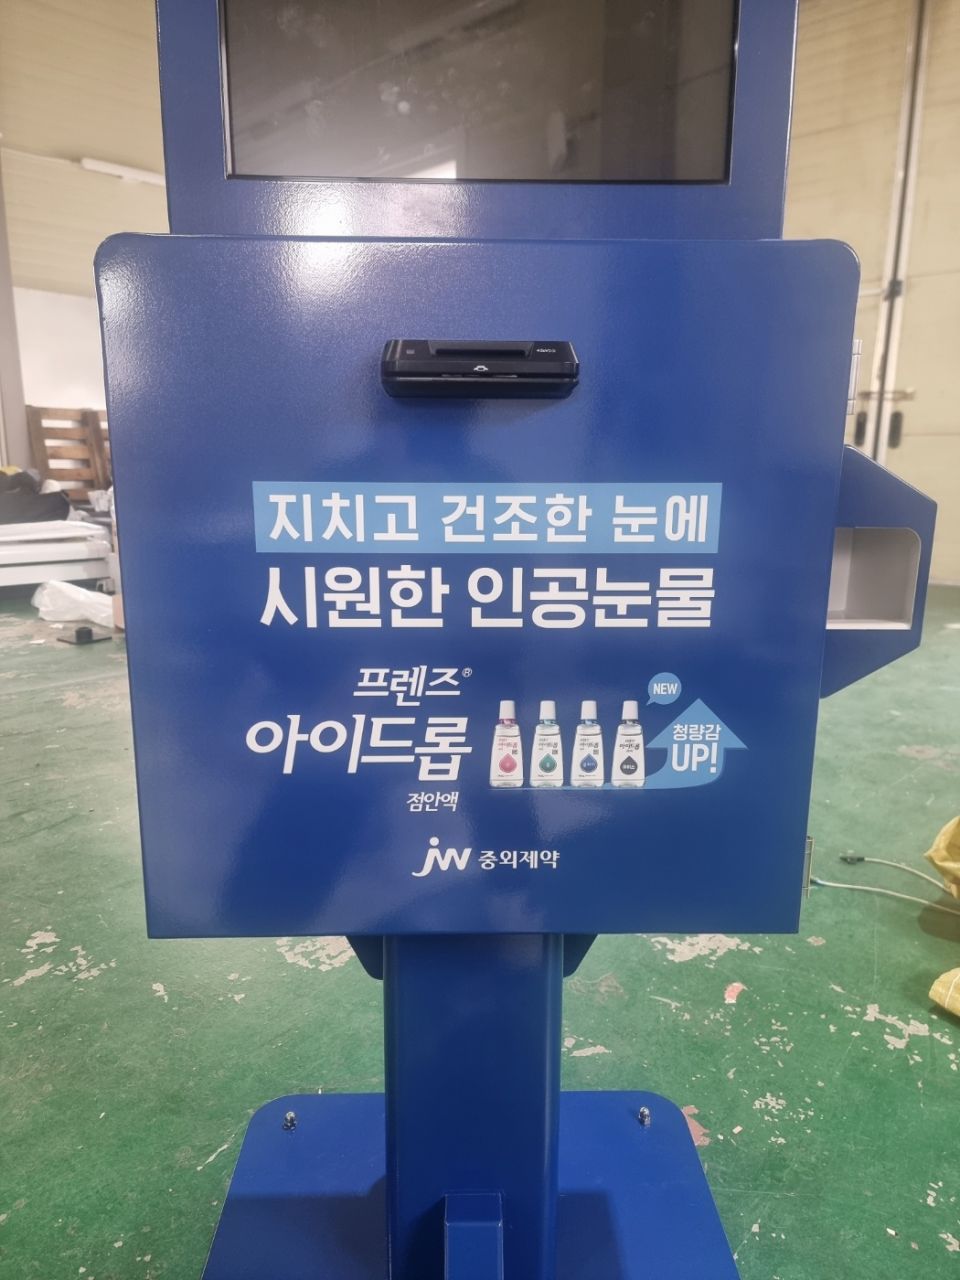 지치고 건조한 눈에
시원한 인공눈물
프렌즈®
아이드롭
점안액
NEW
청량감
UP!
jw 중외제약